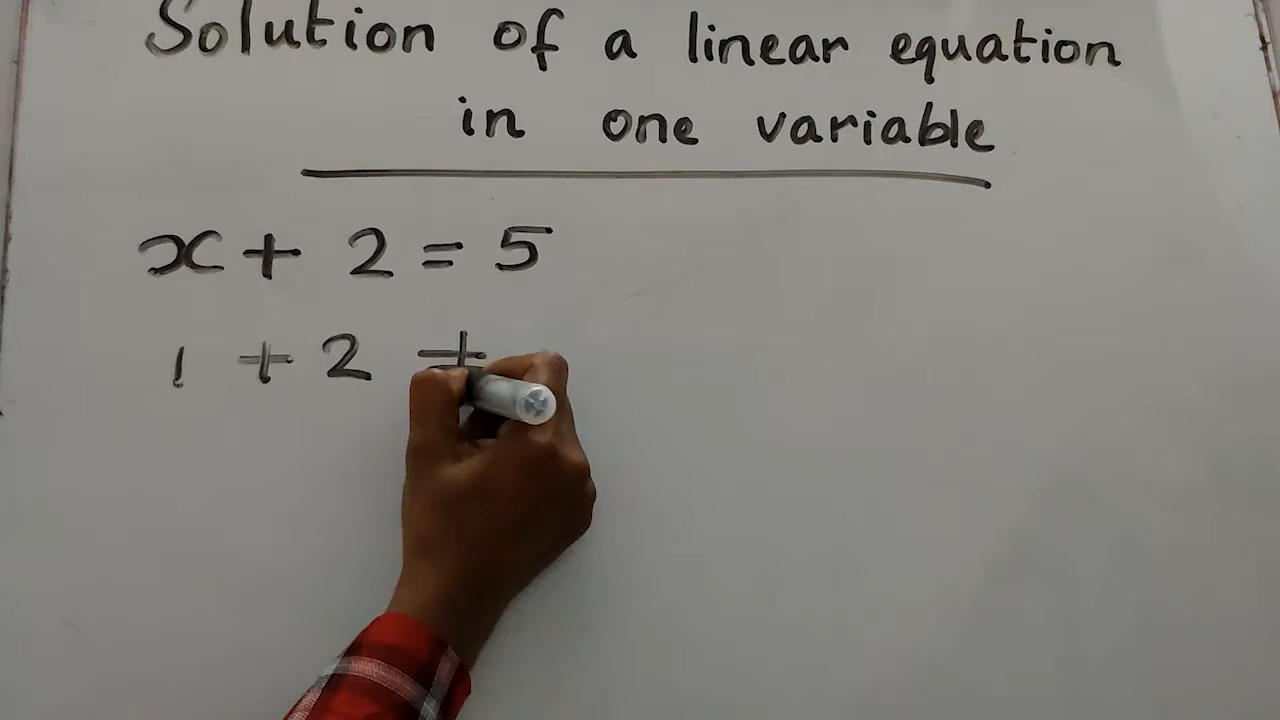 Solution of a linear equation
in one variable
x + 2 = 5
1 + 2